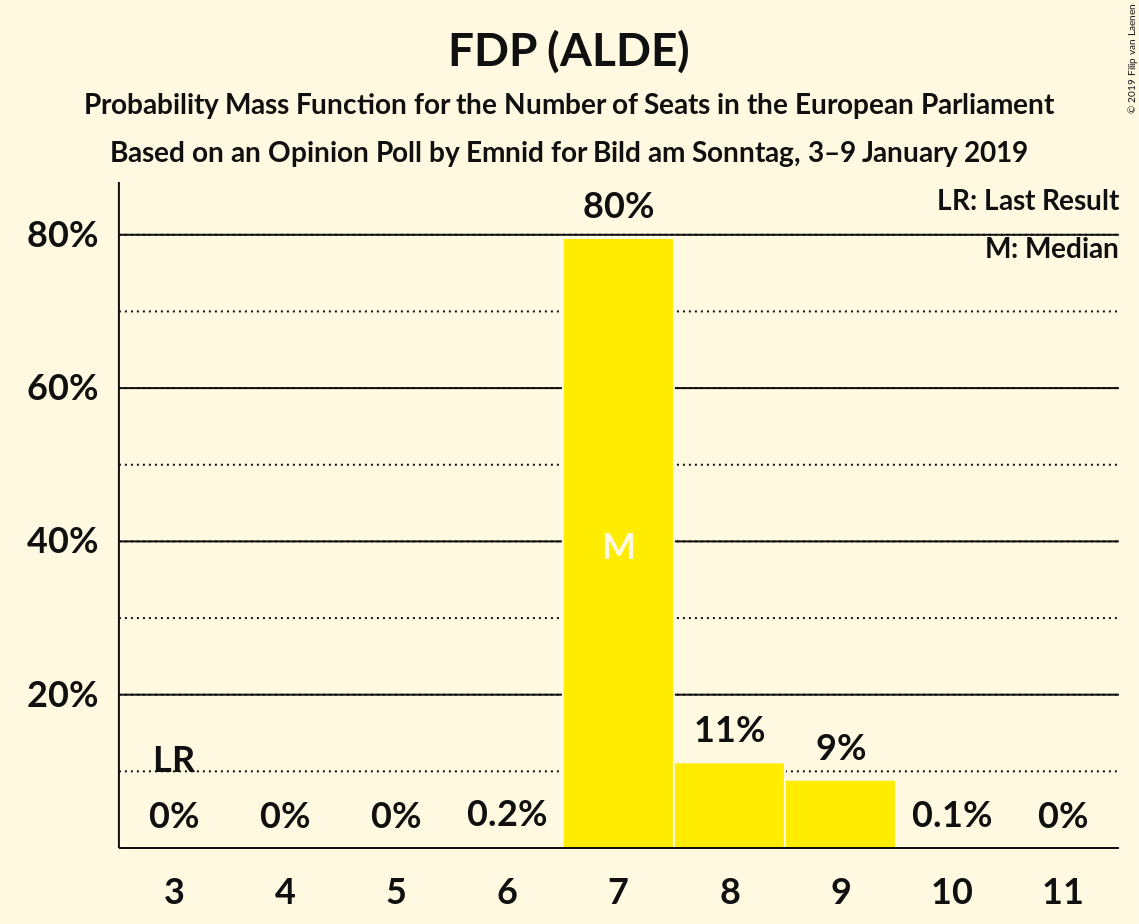 FDP (ALDE)
Probability Mass Function for the Number of Seats in the European Parliament
Based on an Opinion Poll by Emnid for Bild am Sonntag, 3–9 January 2019
© 2019 Filip van Laenen
LR: Last Result
M: Median
80%
60%
40%
20%
LR
0%
0%
0%
0.2%
80%
M
11%
9%
0.1%
0%
3 4 5 6 7 8 9 10 11